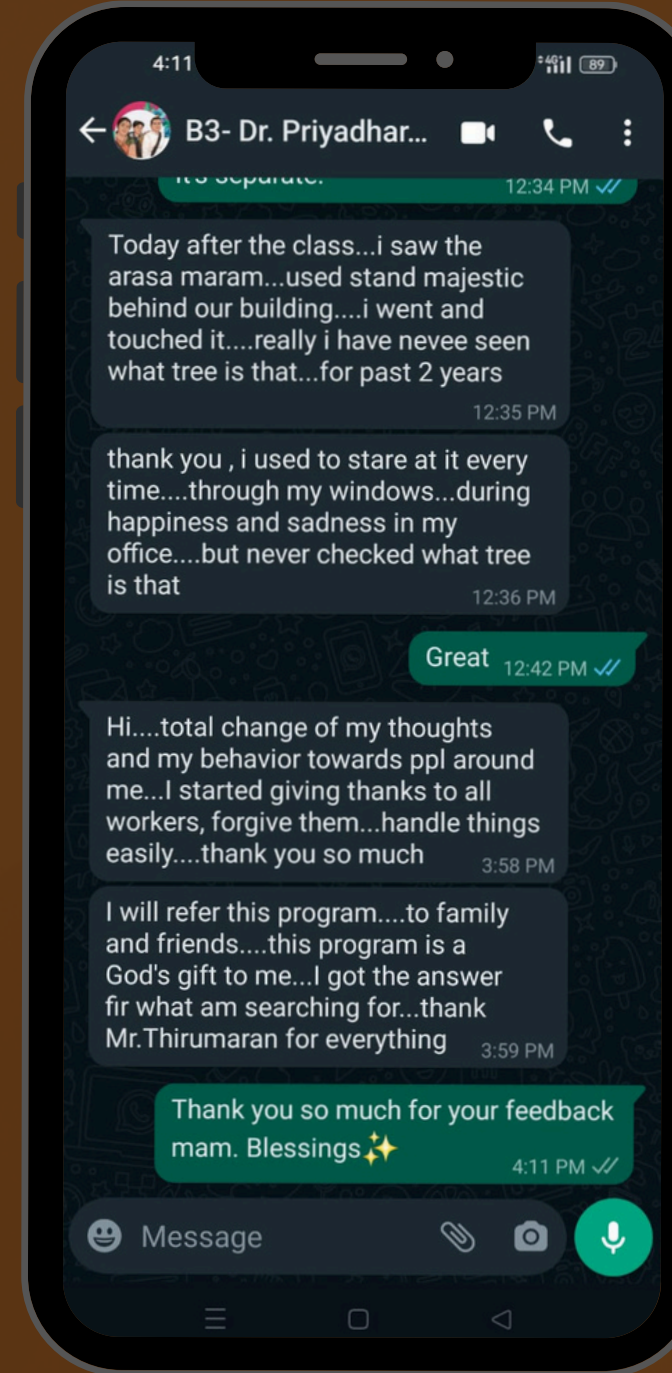 4:11
4G
89
B3- Dr. Priyadhar...
It's separate.
12:34 PM
Today after the class...i saw the
arasa maram...used stand majestic
behind our building....i went and
touched it....really i have nevee seen
what tree is that...for past 2 years
12:35 PM
thank you , i used to stare at it every
time....through my windows...during
happiness and sadness in my
office....but never checked what tree
is that
12:36 PM
Great
12:42 PM
Hi....total change of my thoughts
and my behavior towards ppl around
me...I started giving thanks to all
workers, forgive them...handle things
easily....thank you so much
3:58 PM
I will refer this program....to family
and friends....this program is a
God's gift to me...I got the answer
fir what am searching for...thank
Mr.Thirumaran for everything
3:59 PM
Thank you so much for your feedback
mam. Blessings✨
4:11 PM
Message